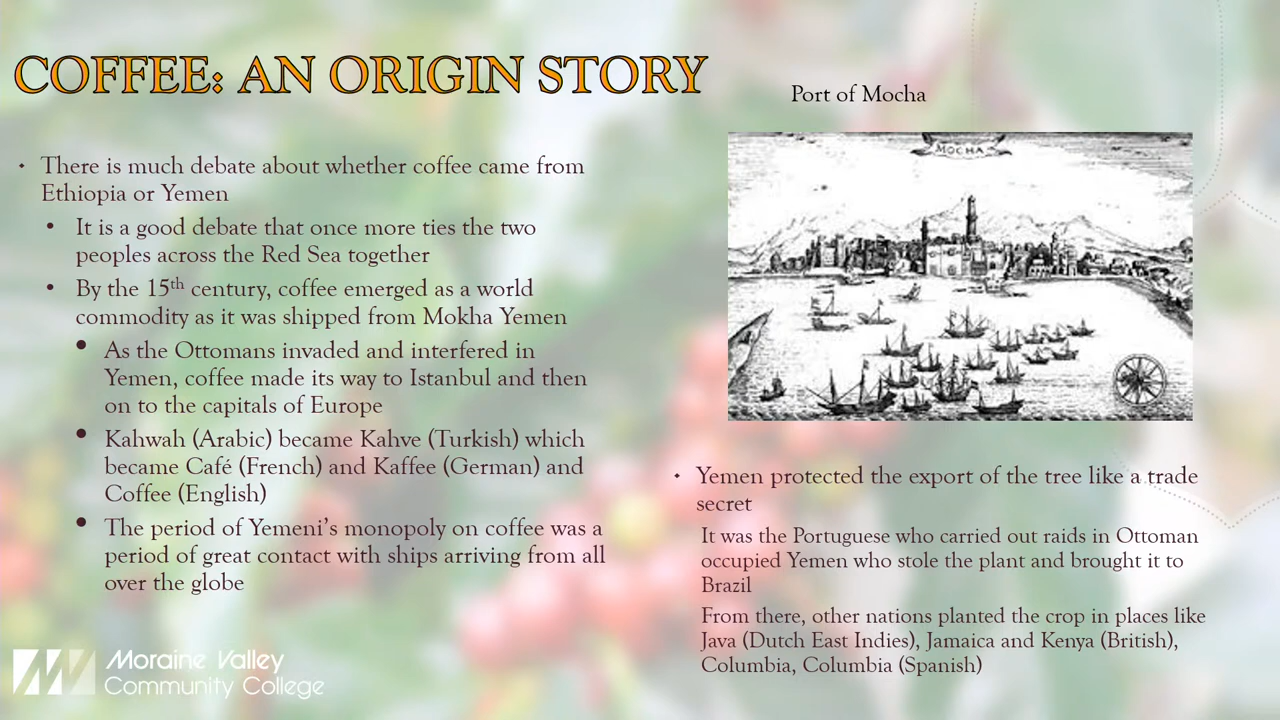 COFFEE: AN ORIGIN STORY
• There is much debate about whether coffee came from
Ethiopia or Yemen
• It is a good debate that once more ties the two
peoples across the Red Sea together
• By the 15th century, coffee emerged as a world
commodity as it was shipped from Mokha Yemen
• As the Ottomans invaded and interfered in
Yemen, coffee made its way to Istanbul and then
on to the capitals of Europe
• Kahwah (Arabic) became Kahve (Turkish) which
became Café (French) and Kaffee (German) and
Coffee (English)
• The period of Yemeni’s monopoly on coffee was a
period of great contact with ships arriving from all
over the globe
Moraine Valley
Community College
Port of Mocha
MOCHA
• Yemen protected the export of the tree like a trade
secret
It was the Portuguese who carried out raids in Ottoman
occupied Yemen who stole the plant and brought it to
Brazil
From there, other nations planted the crop in places like
Java (Dutch East Indies), Jamaica and Kenya (British),
Columbia, Columbia (Spanish)